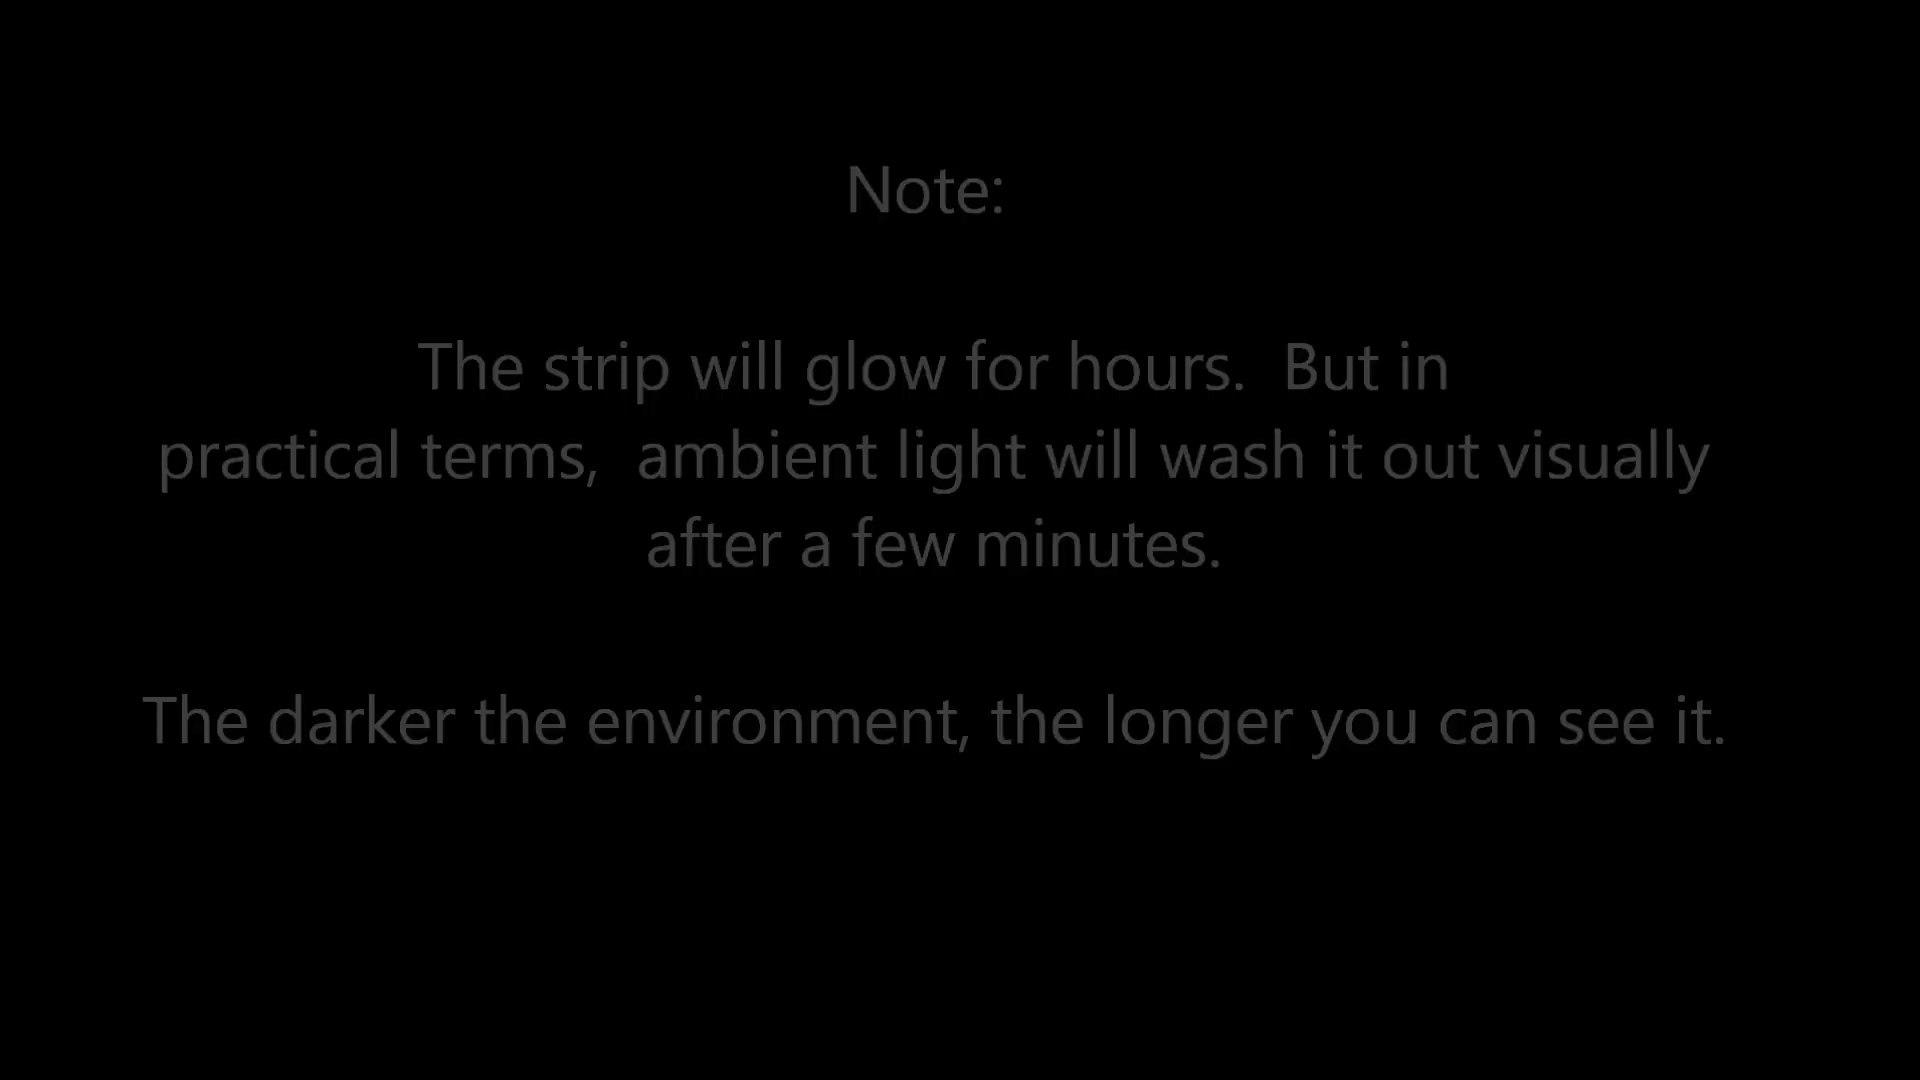 Note:
The strip will glow for hours.  But in
practical terms,  ambient light will wash it out visually
after a few minutes.
The darker the environment, the longer you can see it.